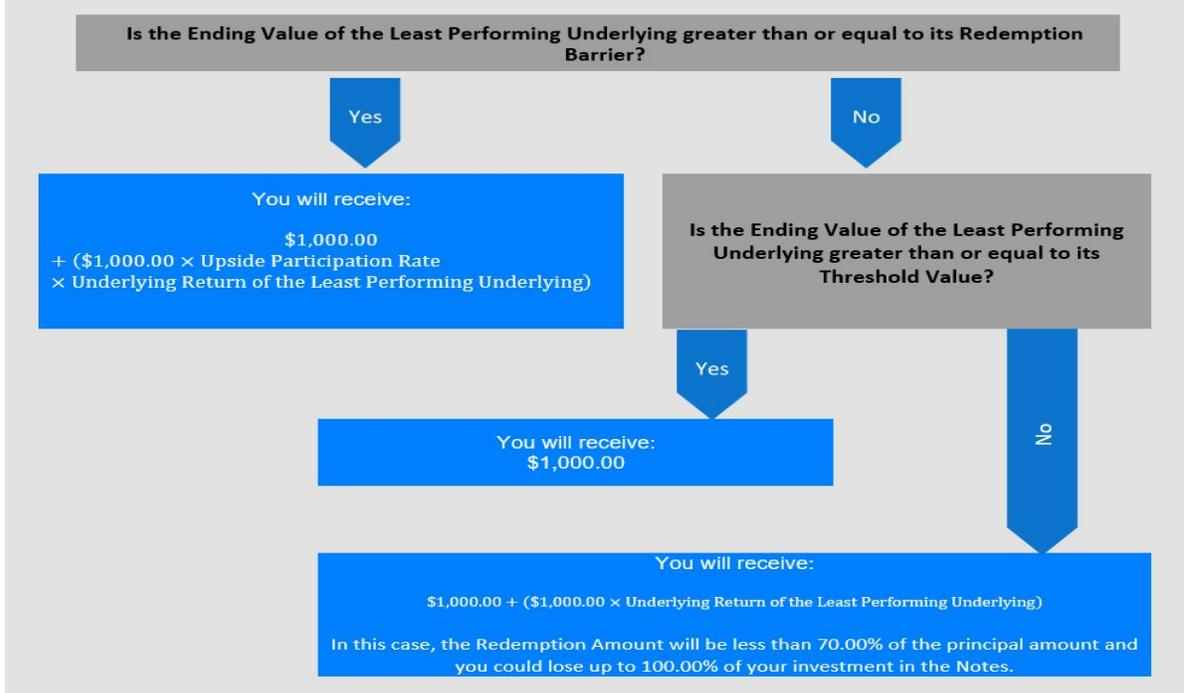 Is the Ending Value of the Least Performing Underlying greater than or equal to its Redemption
Barrier?
Yes
No
You will receive:
$1,000.00
+ ($1,000.00 × Upside Participation Rate
× Underlying Return of the Least Performing Underlying)
Is the Ending Value of the Least Performing
Underlying greater than or equal to its
Threshold Value?
Yes
No
You will receive:
$1,000.00
You will receive:
$1,000.00 + ($1,000.00 × Underlying Return of the Least Performing Underlying)
In this case, the Redemption Amount will be less than 70.00% of the principal amount and
you could lose up to 100.00% of your investment in the Notes.